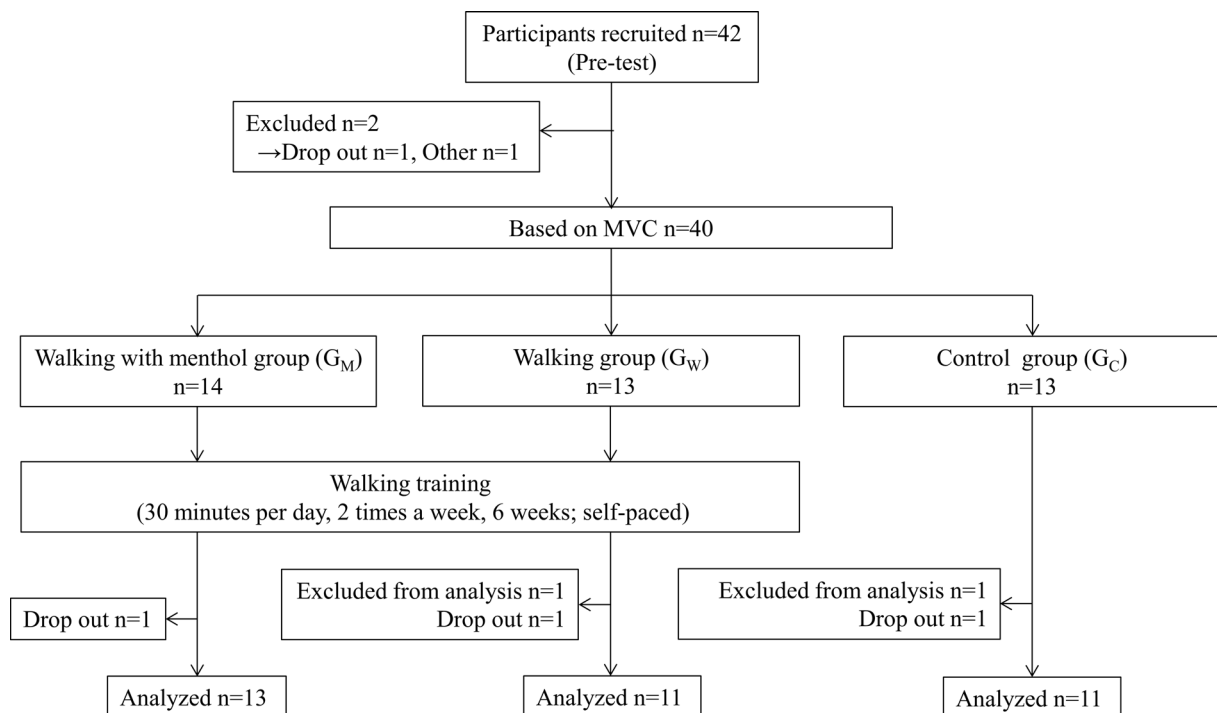 Participants recruited n=42
(Pre-test)
Excluded n=2
→Drop out n=1, Other n=1
Based on MVC n=40
Walking with menthol group (GM)
n=14
Walking group (GW)
n=13
Control group (GC)
n=13
Walking training
(30 minutes per day, 2 times a week, 6 weeks; self-paced)
Drop out n=1
Excluded from analysis n=1
Drop out n=1
Excluded from analysis n=1
Drop out n=1
Analyzed n=13
Analyzed n=11
Analyzed n=11